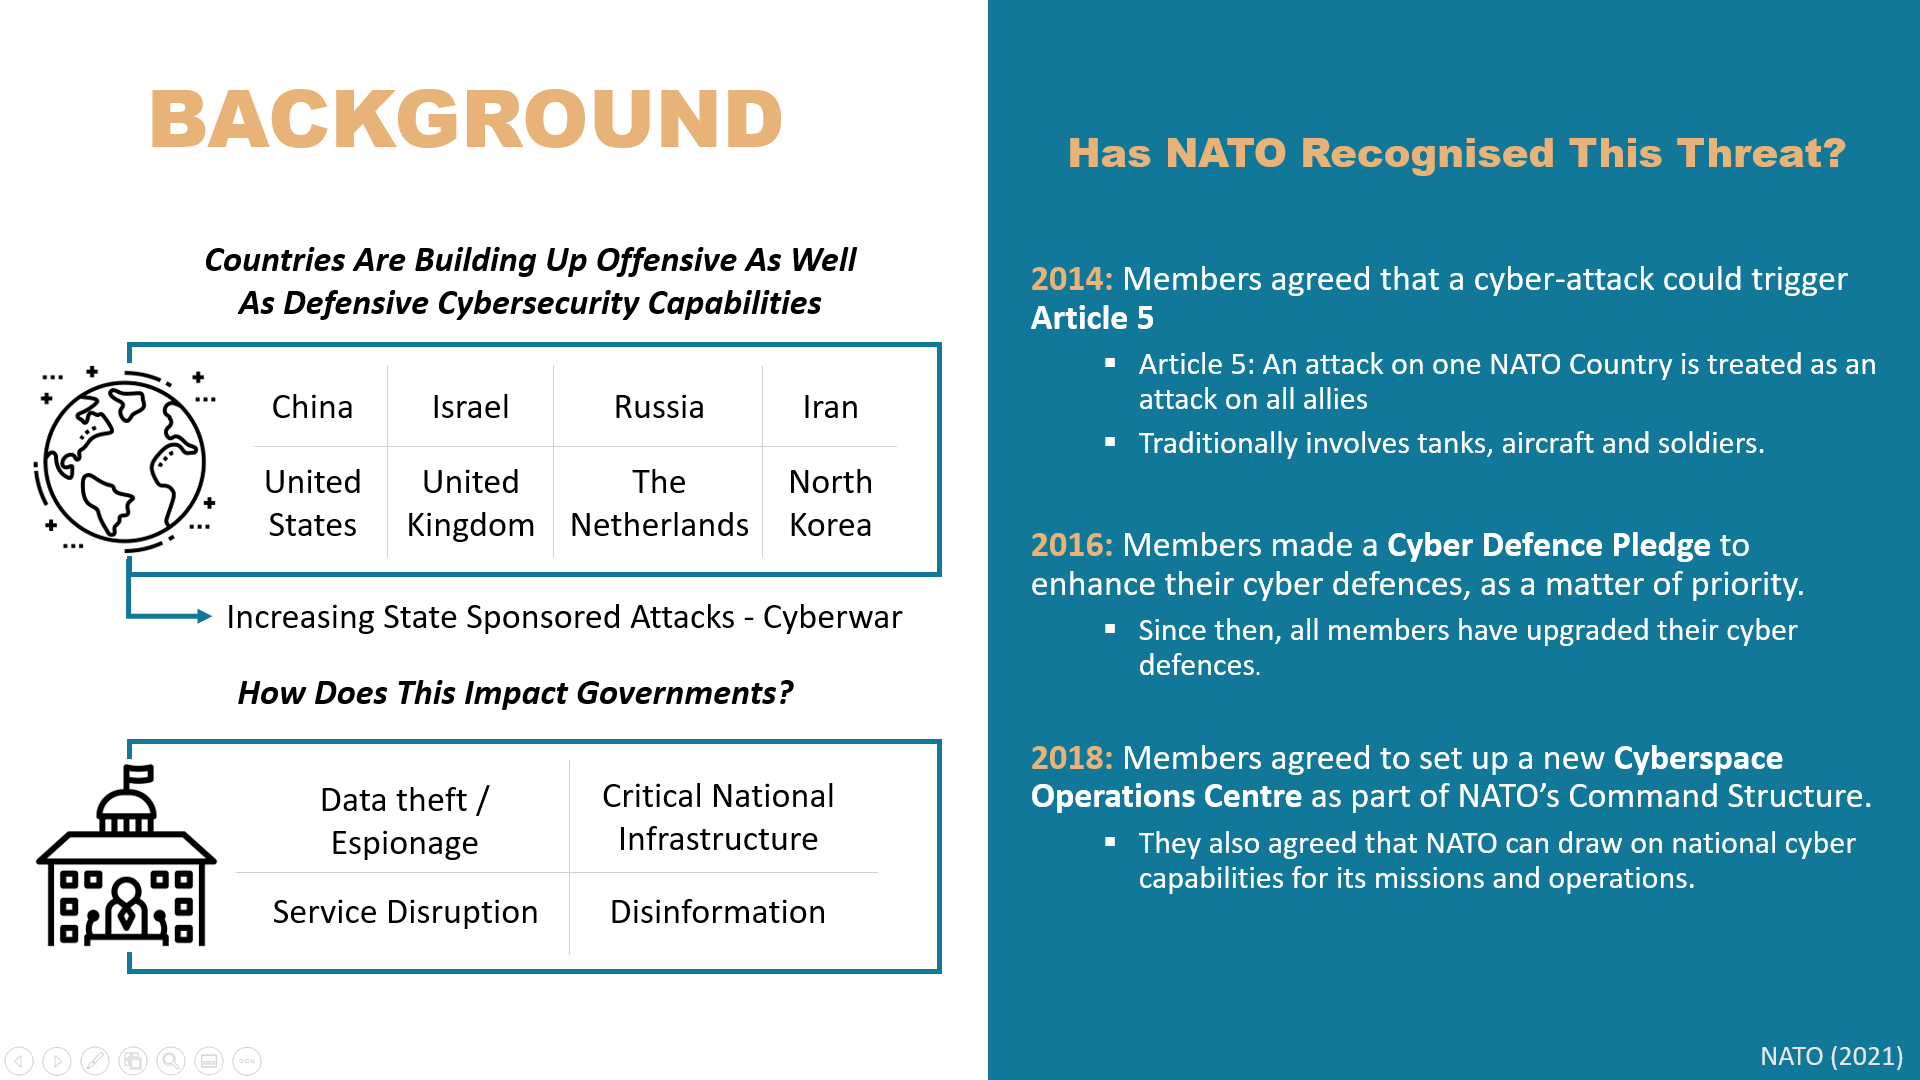 BACKGROUND
Countries Are Building Up Offensive As Well
As Defensive Cybersecurity Capabilities
China
Israel
Russia
Iran
United
States
United
Kingdom
The
Netherlands
North
Korea
Increasing State Sponsored Attacks - Cyberwar
How Does This Impact Governments?
Data theft /
Espionage
Critical National
Infrastructure
Service Disruption
Disinformation
Has NATO Recognised This Threat?
2014: Members agreed that a cyber-attack could trigger
Article 5
▪ Article 5: An attack on one NATO Country is treated as an
attack on all allies
▪ Traditionally involves tanks, aircraft and soldiers.
2016: Members made a Cyber Defence Pledge to
enhance their cyber defences, as a matter of priority.
▪ Since then, all members have upgraded their cyber
defences.
2018: Members agreed to set up a new Cyberspace
Operations Centre as part of NATO’s Command Structure.
▪ They also agreed that NATO can draw on national cyber
capabilities for its missions and operations.
NATO (2021)